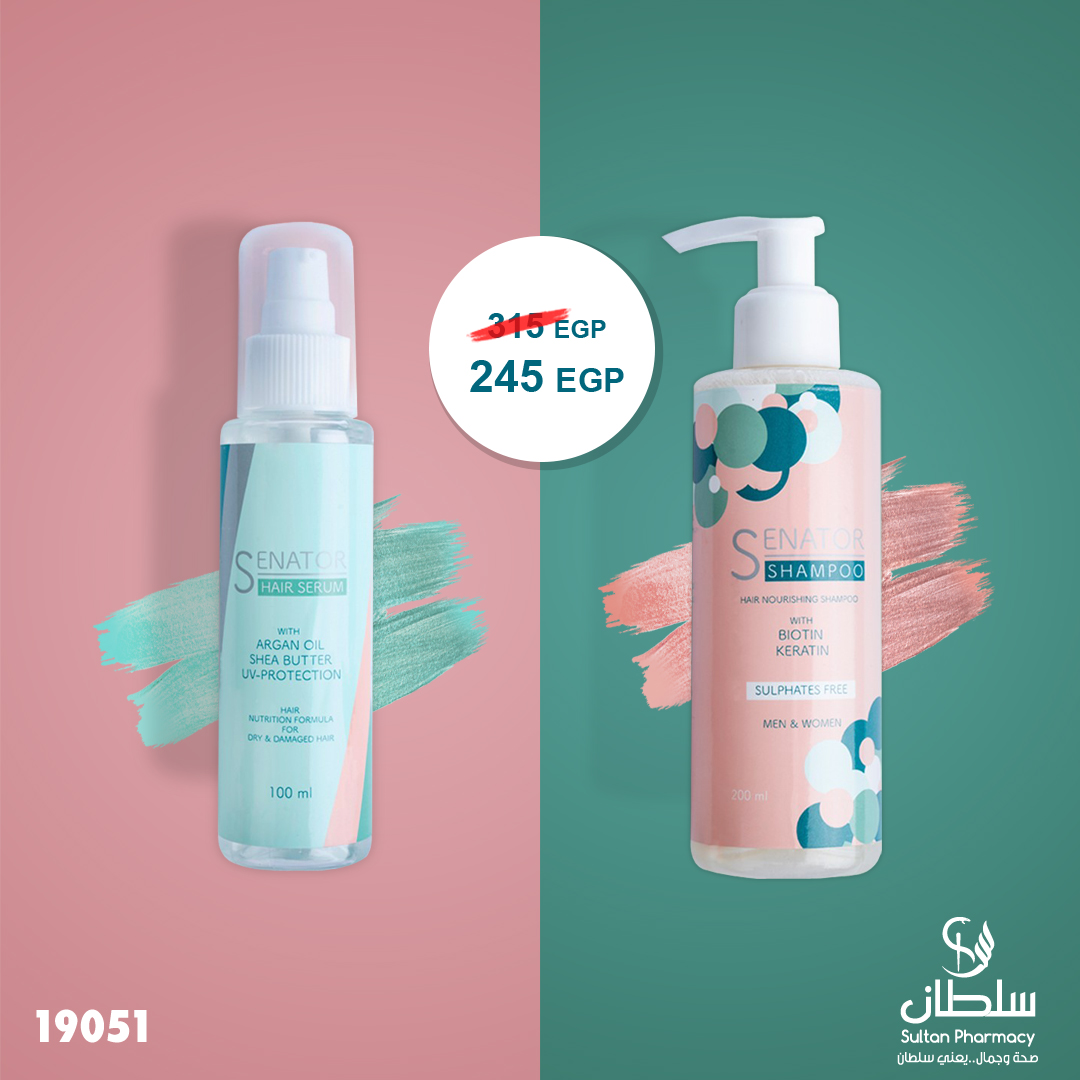 315 EGP
245 EGP
SENATOR
HAIR SERUM
WITH
ARGAN OIL
SHEA BUTTER
UV-PROTECTION
HAIR
NUTRITION FORMULA
FOR
DRY & DAMAGED HAIR
100 ml
SENATOR
SHAMPOO
HAIR NOURISHING SHAMPOO
WITH
BIOTIN
KERATIN
SULPHATES FREE
MEN & WOMEN
200 ml
19051
سلطان
Sultan Pharmacy
صحة وجمال..يعني سلطان